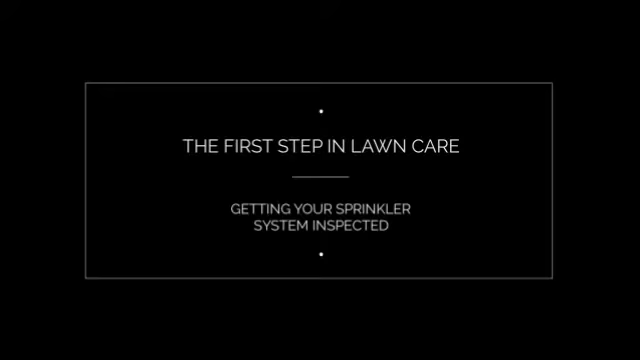 THE FIRST STEP IN LAWN CARE
GETTING YOUR SPRINKLER
SYSTEM INSPECTED